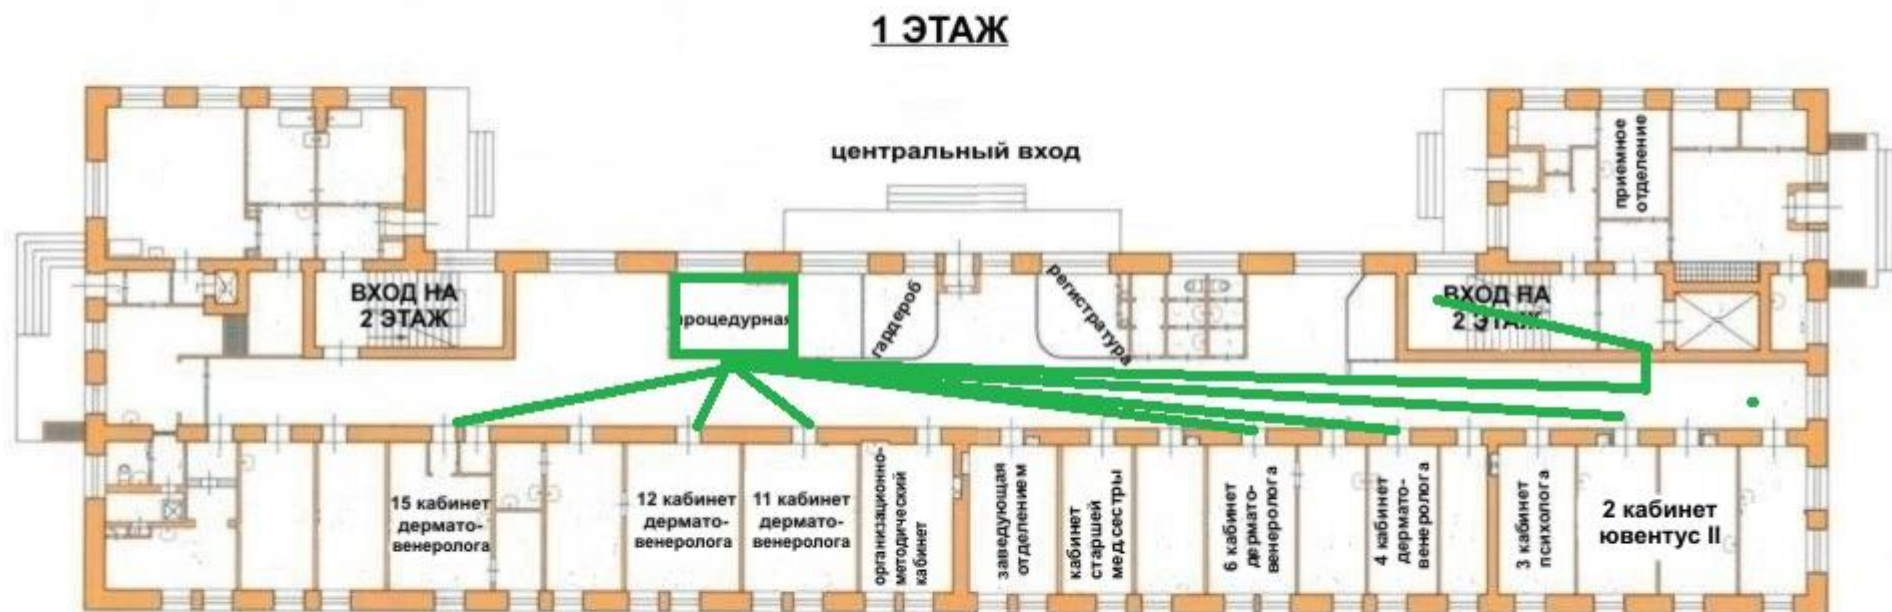 1 ЭТАЖ
центральный вход
приемное
отделение
ВХОД НА
2 ЭТАЖ
процедурная
гардероб
регистратура
ВХОД НА
2 ЭТАЖ
15 кабинет
дермато-
венеролога
12 кабинет
дермато-
венеролога
11 кабинет
дермато-
венеролога
организационно-
методический
кабинет
заведующая
отделением
кабинет
старшей
мед.сестры
6 кабинет
дермато-
венеролога
4 кабинет
дермато-
венеролога
3 кабинет
психолога
2 кабинет
ювентус II